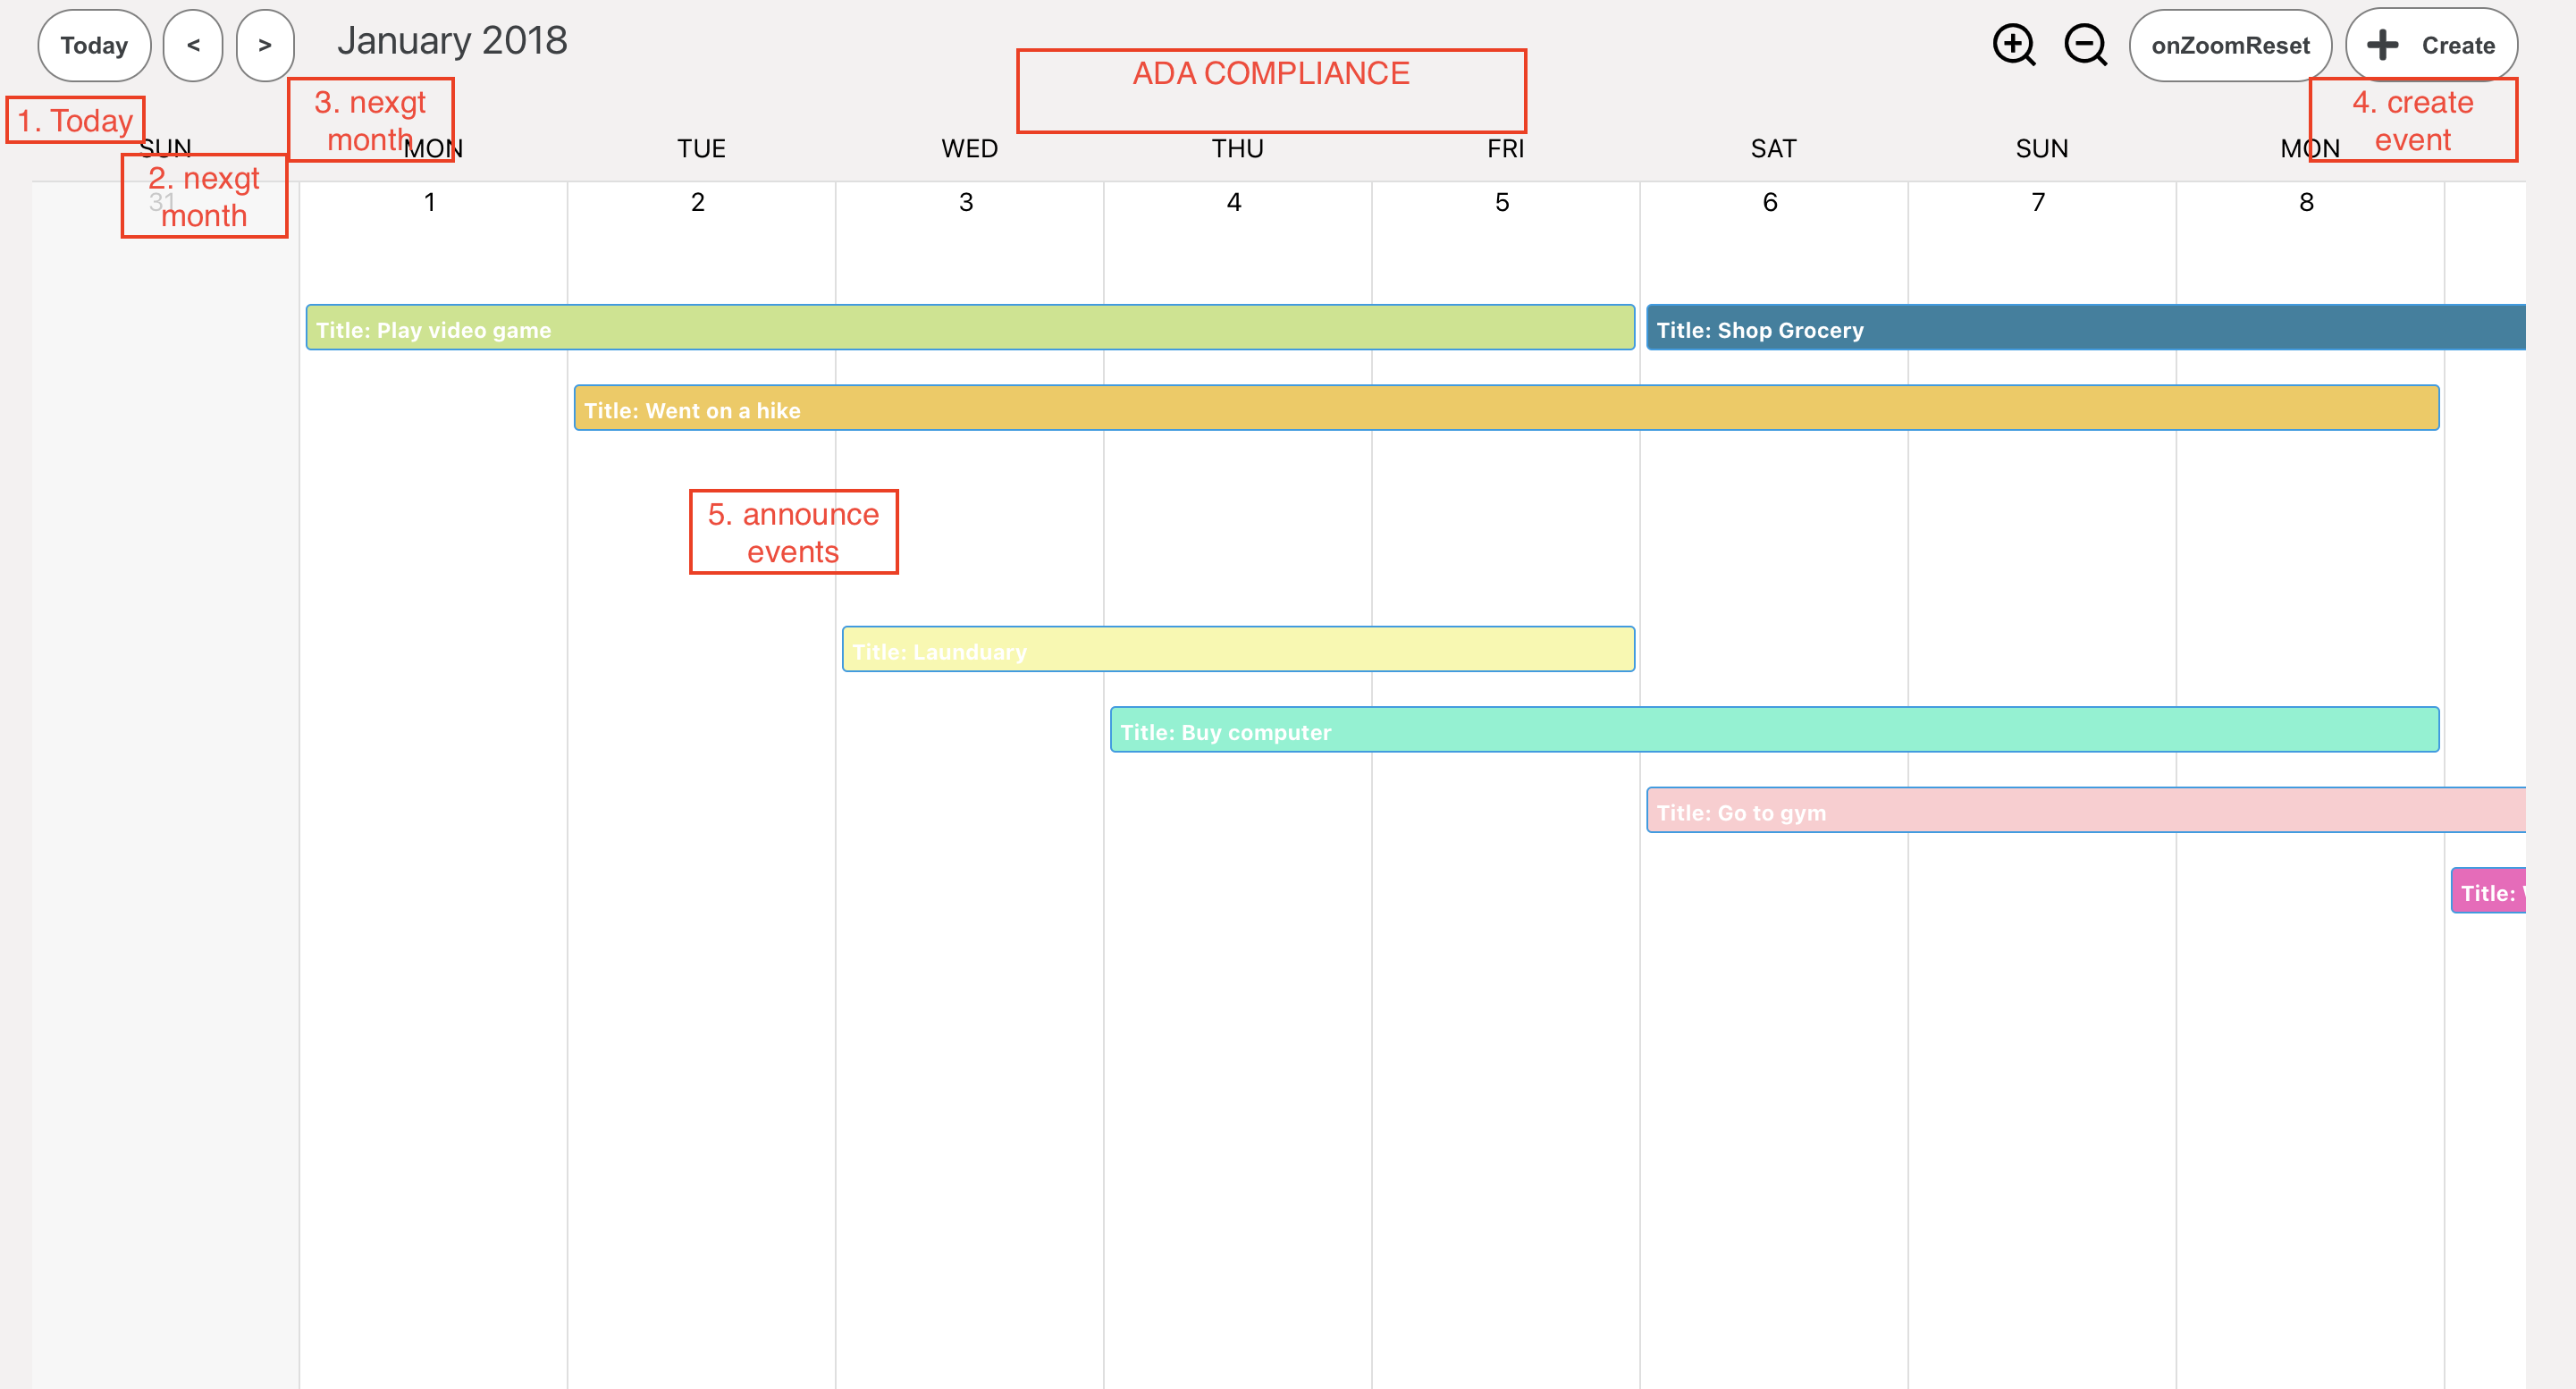 Today < > January 2018 onZoomReset + Create
ADA COMPLIANCE
1. Today
3. nexgt
month
4. create
event
SUN MON TUE WED THU FRI SAT SUN MON
2. nexgt
month
31 1 2 3 4 5 6 7 8
Title: Play video game
Title: Shop Grocery
Title: Went on a hike
5. announce
events
Title: Launduary
Title: Buy computer
Title: Go to gym
Title: